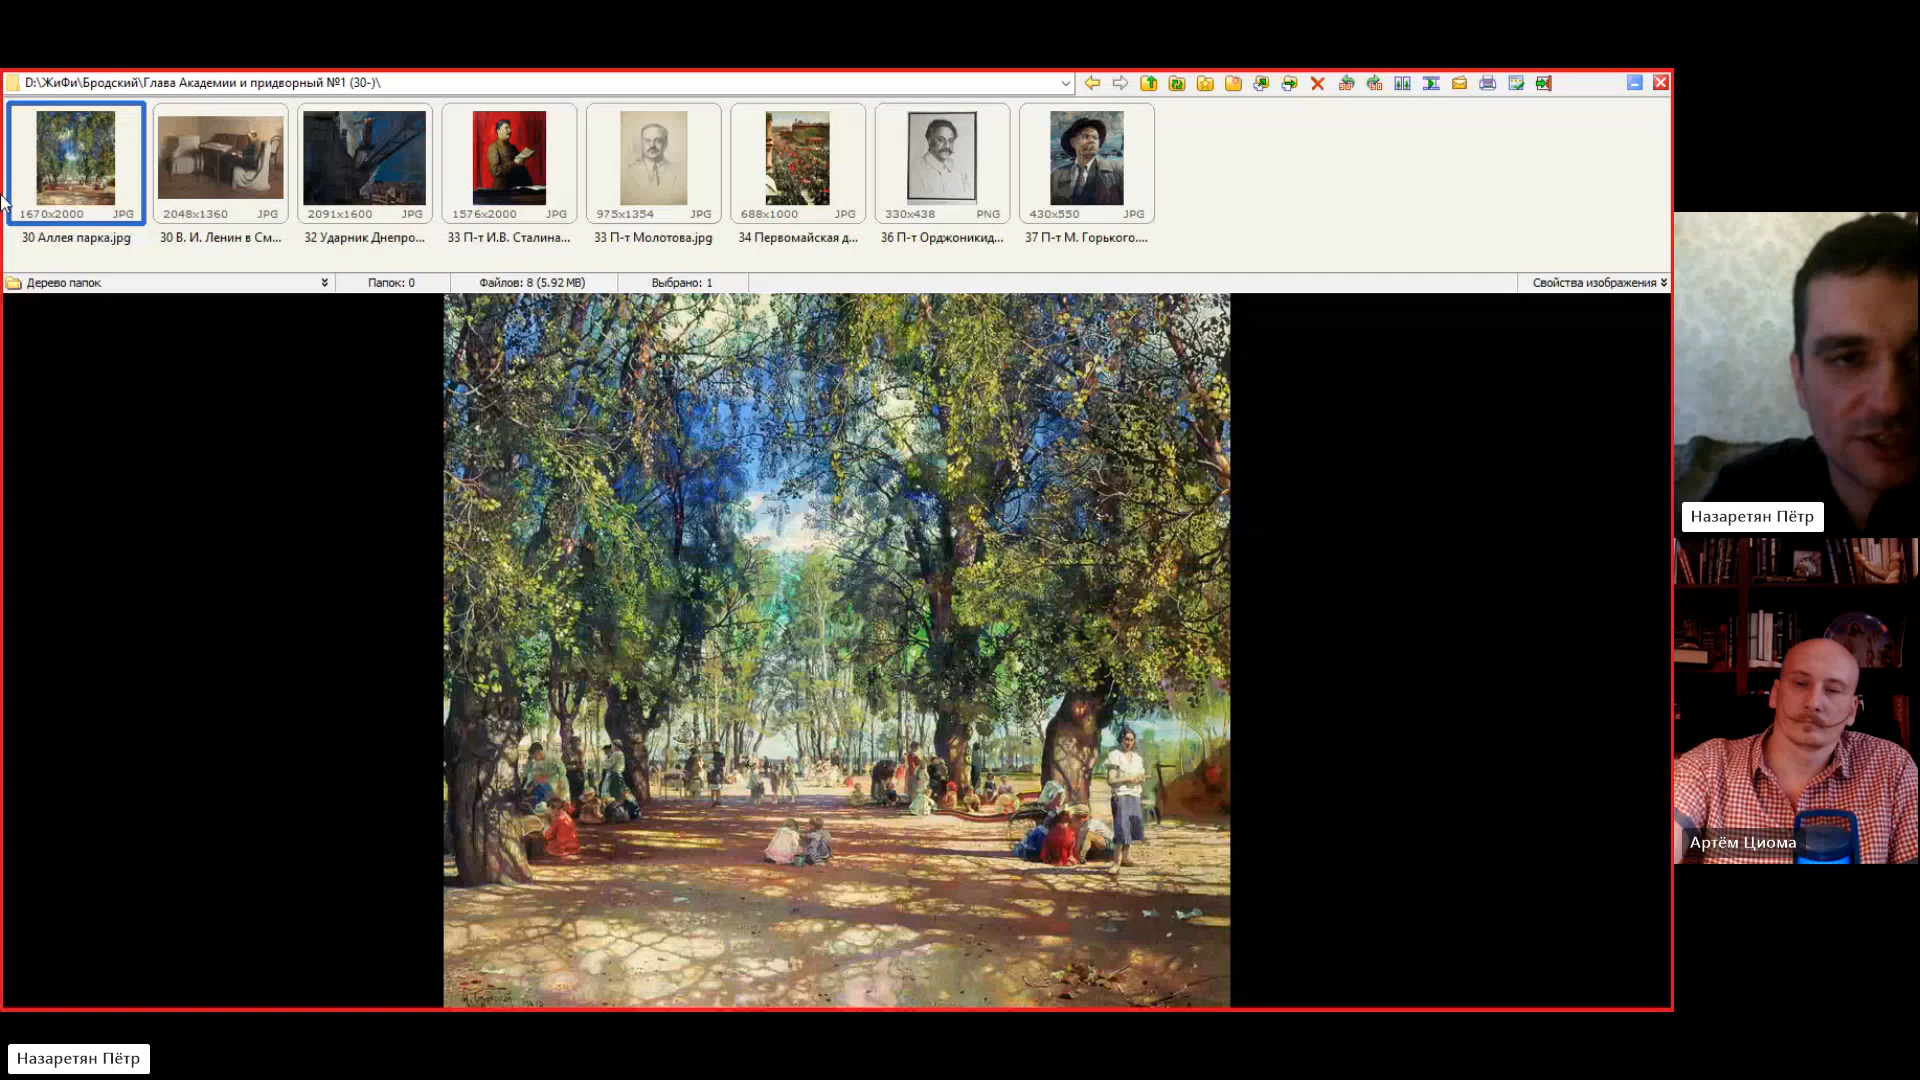 D:\ЖиФи\Бродский\Глава Академии и придворный №1 (30-)\
1670x2000 JPG
2048x1360 JPG
2091x1600 JPG
1576x2000 JPG
975x1354 JPG
688x1000 JPG
330x438 PNG
430x550 JPG
30 Аллея парка.jpg
30 В. И. Ленин в См...
32 Ударник Днепро...
33 П-т И.В. Сталина...
33 П-т Молотова.jpg
34 Первомайская д...
36 П-т Орджоникид...
37 П-т М. Горького....
Дерево папок
Папок: 0
Файлов: 8 (5.92 MB)
Выбрано: 1
Свойства изображения
Назаретян Пётр
Артём Циома
Назаретян Пётр